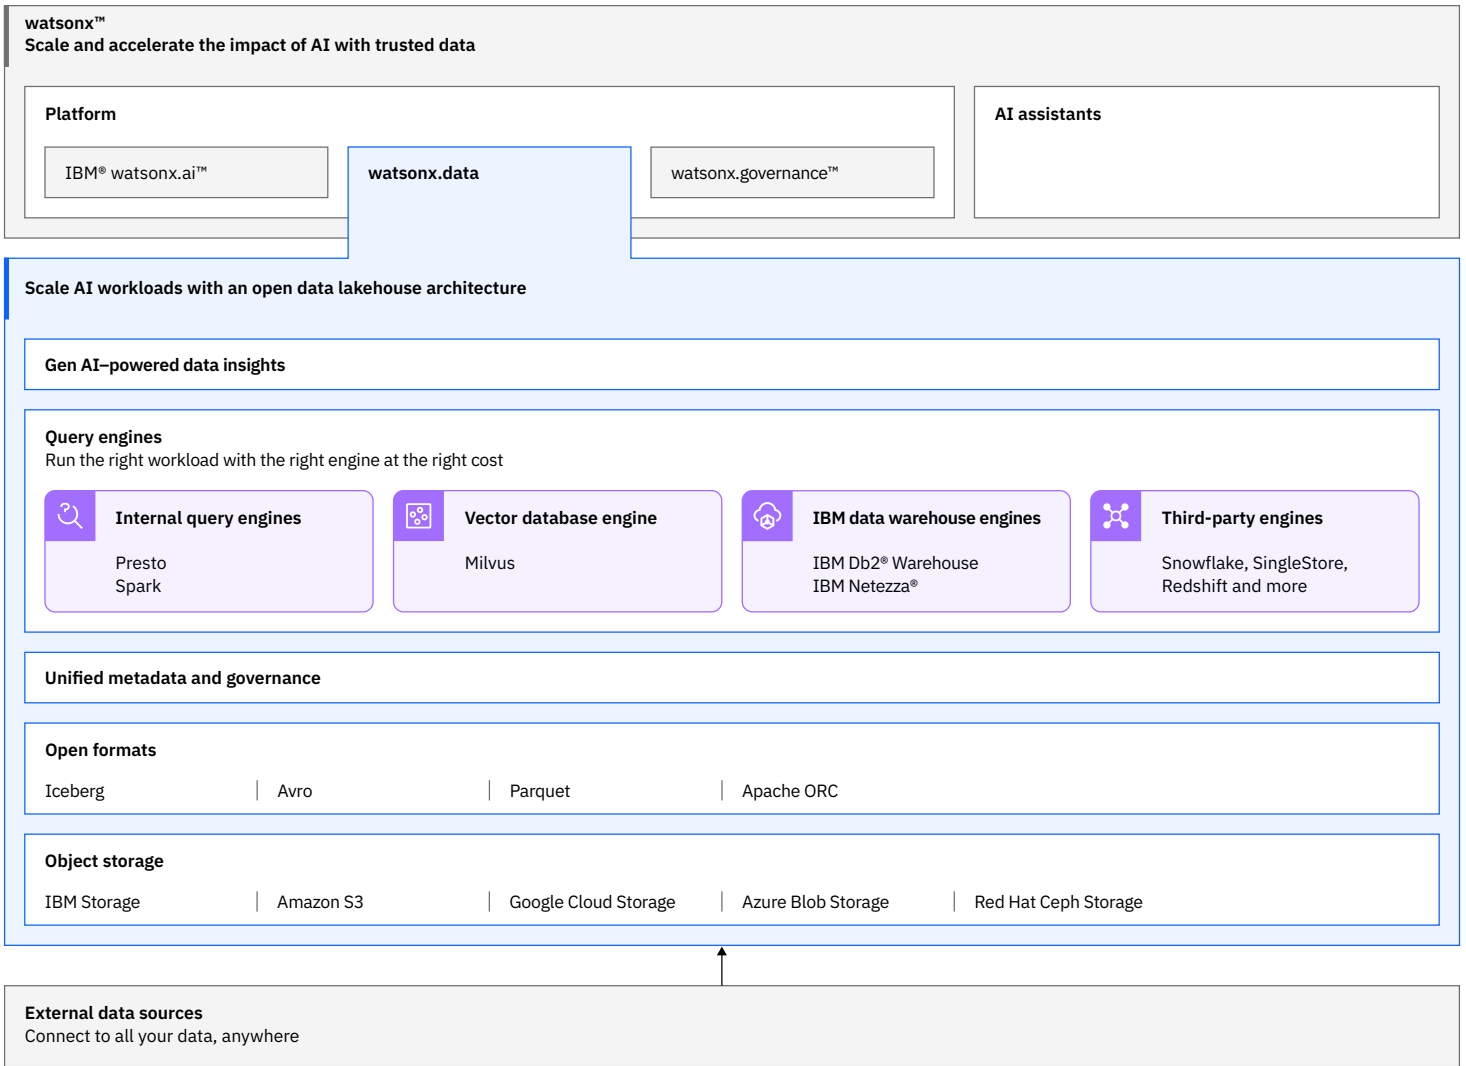 watsonx™
Scale and accelerate the impact of AI with trusted data
Platform
AI assistants
IBM® watsonx.ai™
watsonx.data
watsonx.governance™
Scale AI workloads with an open data lakehouse architecture
Gen AI–powered data insights
Query engines
Run the right workload with the right engine at the right cost
Internal query engines
Presto
Spark
Vector database engine
Milvus
IBM data warehouse engines
IBM Db2® Warehouse
IBM Netezza®
Third-party engines
Snowflake, SingleStore,
Redshift and more
Unified metadata and governance
Open formats
Iceberg
Avro
Parquet
Apache ORC
Object storage
IBM Storage
Amazon S3
Google Cloud Storage
Azure Blob Storage
Red Hat Ceph Storage
External data sources
Connect to all your data, anywhere